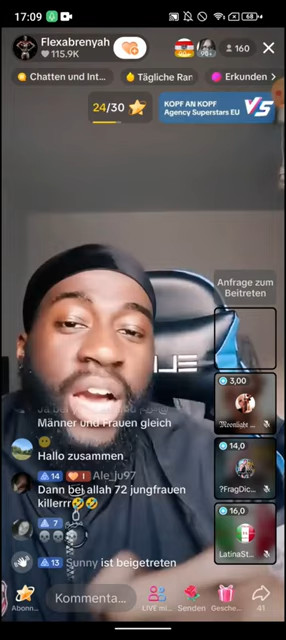 17:09
68
Flexabrenyah
115.9K
160
Chatten und Int...
Tägliche Ran
Erkunden
24/30
KOPF AN KOPF
Agency Superstars EU
VS
Anfrage zum
Beitreten
3,00
Moonlight ...
14,0
?FragDic...
16,0
LatinaSt...
Männer und Frauen gleich
Hallo zusammen
14
1
Ale_ju97
Dann bei allah 72 jungfrauen
killerrr🤣🤣
7
13 Sunny ist beigetreten
Abonn...
Kommenta...
LIVE mi...
Senden
Gesche...
41